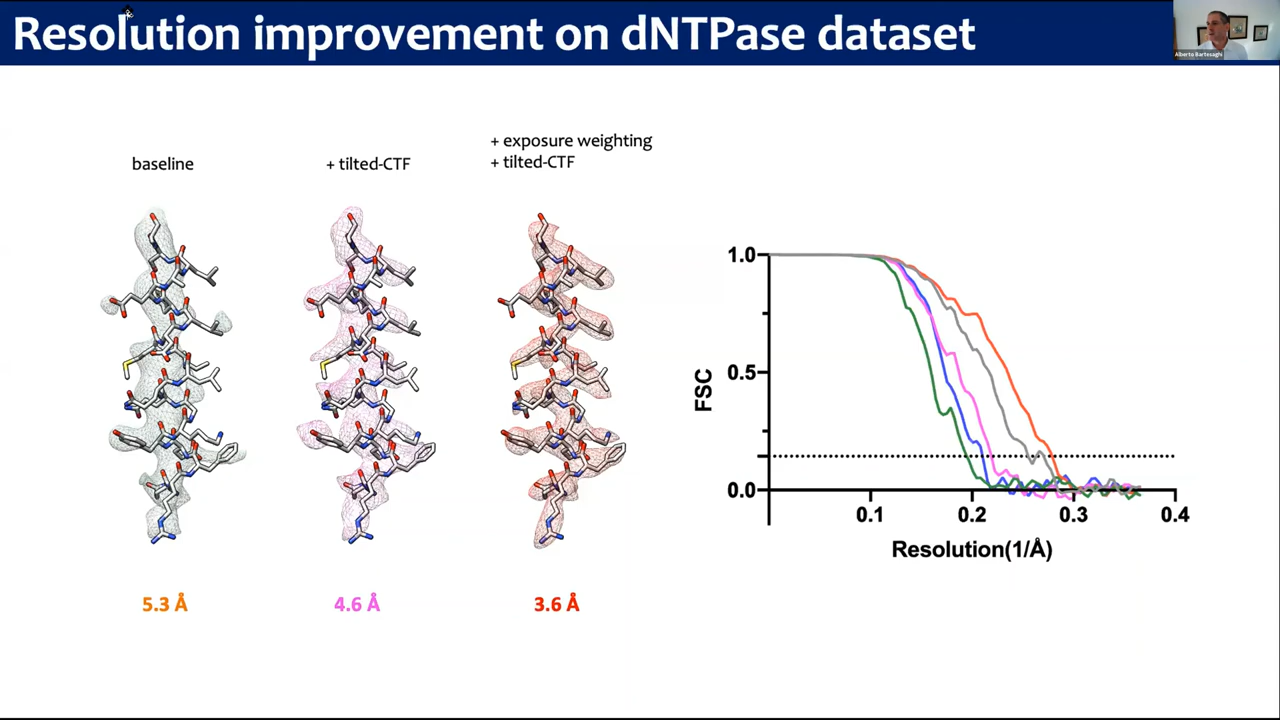 Resolution improvement on dNTPase dataset
Alberto Bartesaghi
baseline
+ tilted-CTF
+ exposure weighting
+ tilted-CTF
5.3 Å
4.6 Å
3.6 Å
FSC
1.0
0.5
0.0
0.1
0.2
0.3
0.4
Resolution(1/Å)